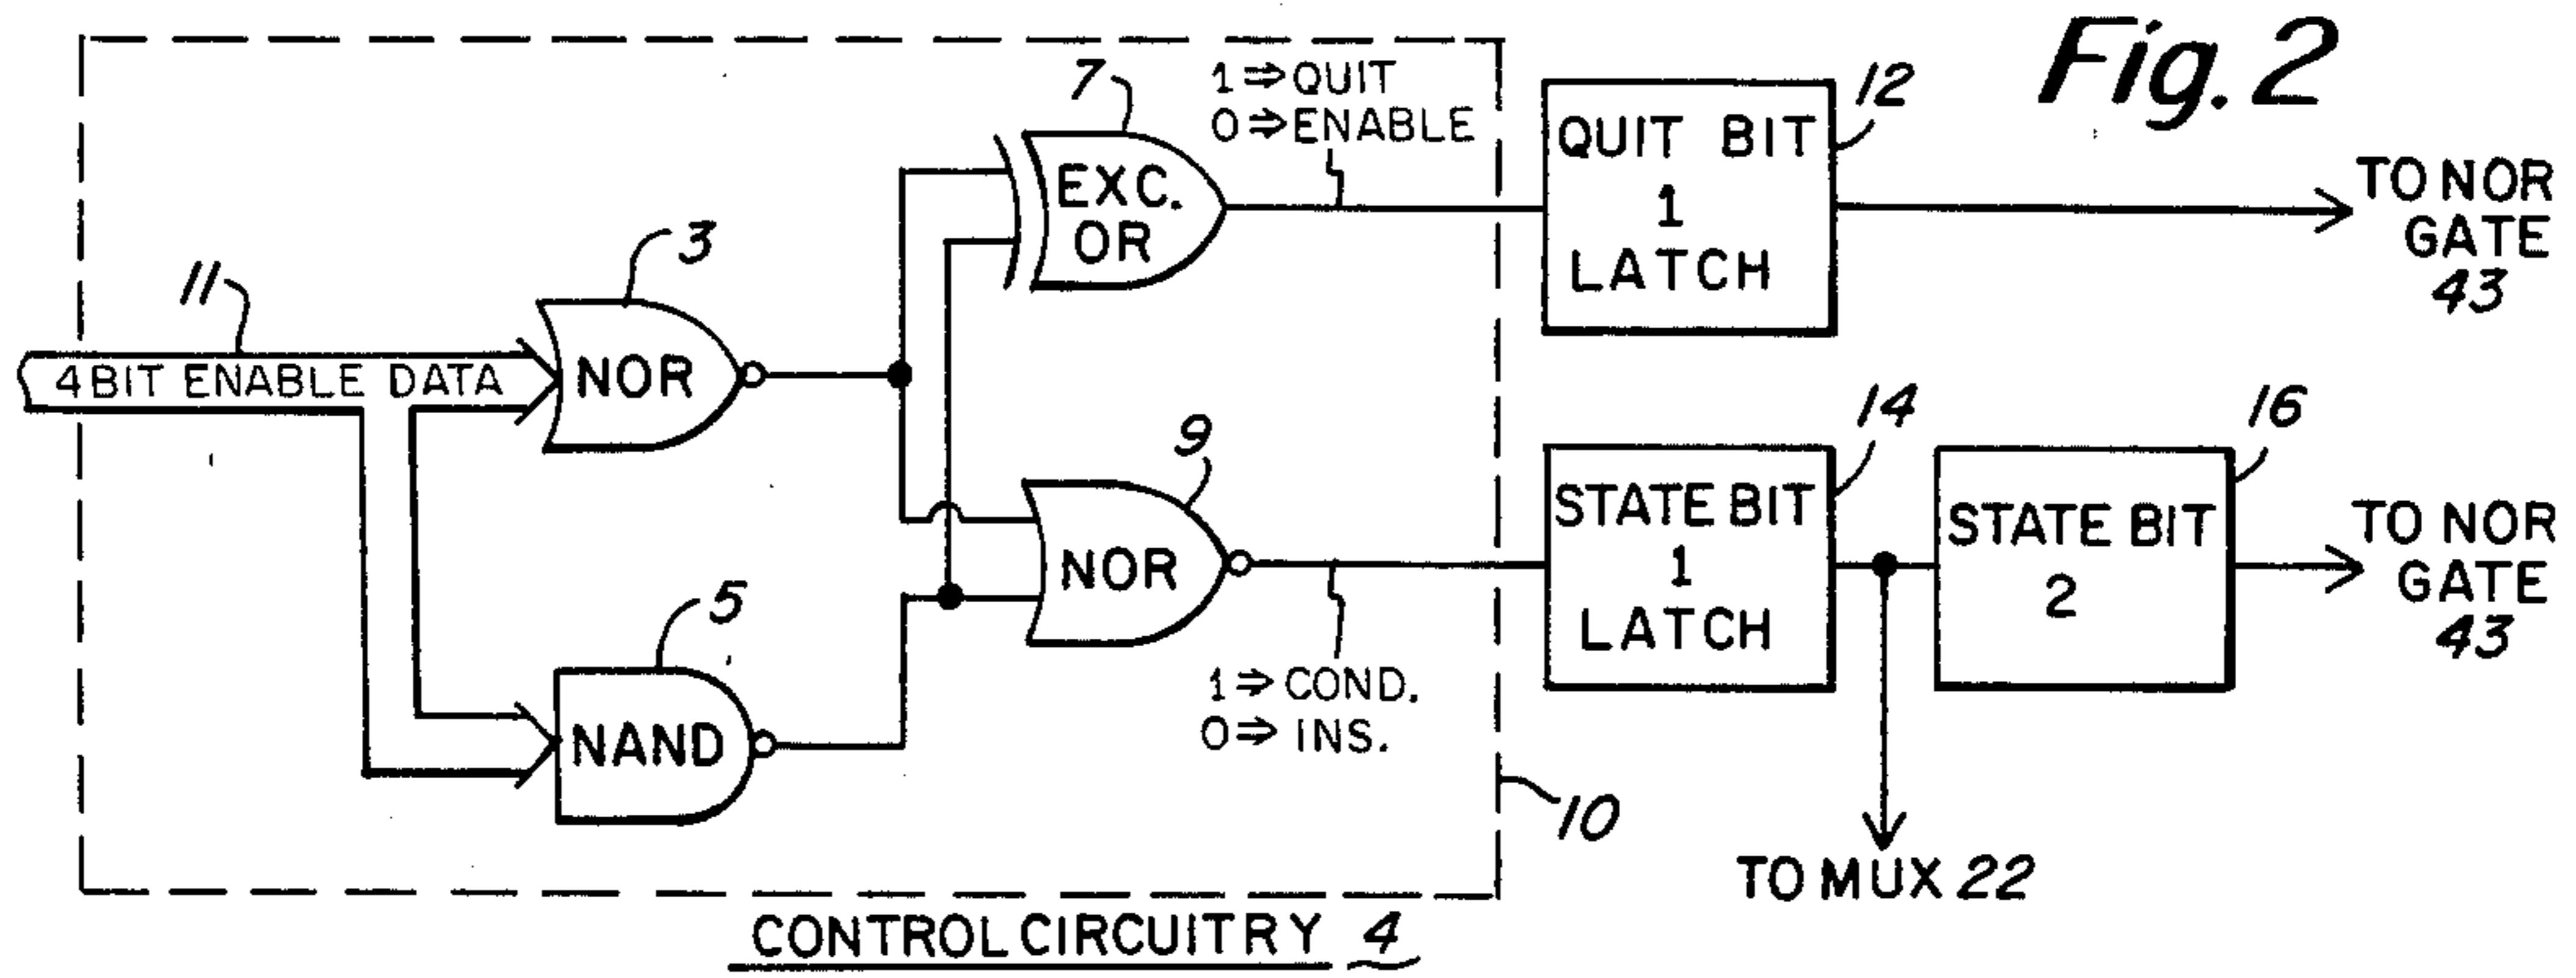 Fig. 2
7
1⇒QUIT
0⇒ENABLE
12
QUIT BIT
1
LATCH
TO NOR
GATE
43
11
3
EXC.
OR
4 BIT ENABLE DATA
NOR
9
14
16
NOR
STATE BIT
1
LATCH
STATE BIT
2
TO NOR
GATE
43
5
NAND
1⇒COND.
0⇒INS.
10
TO MUX 22
CONTROL CIRCUITRY 4